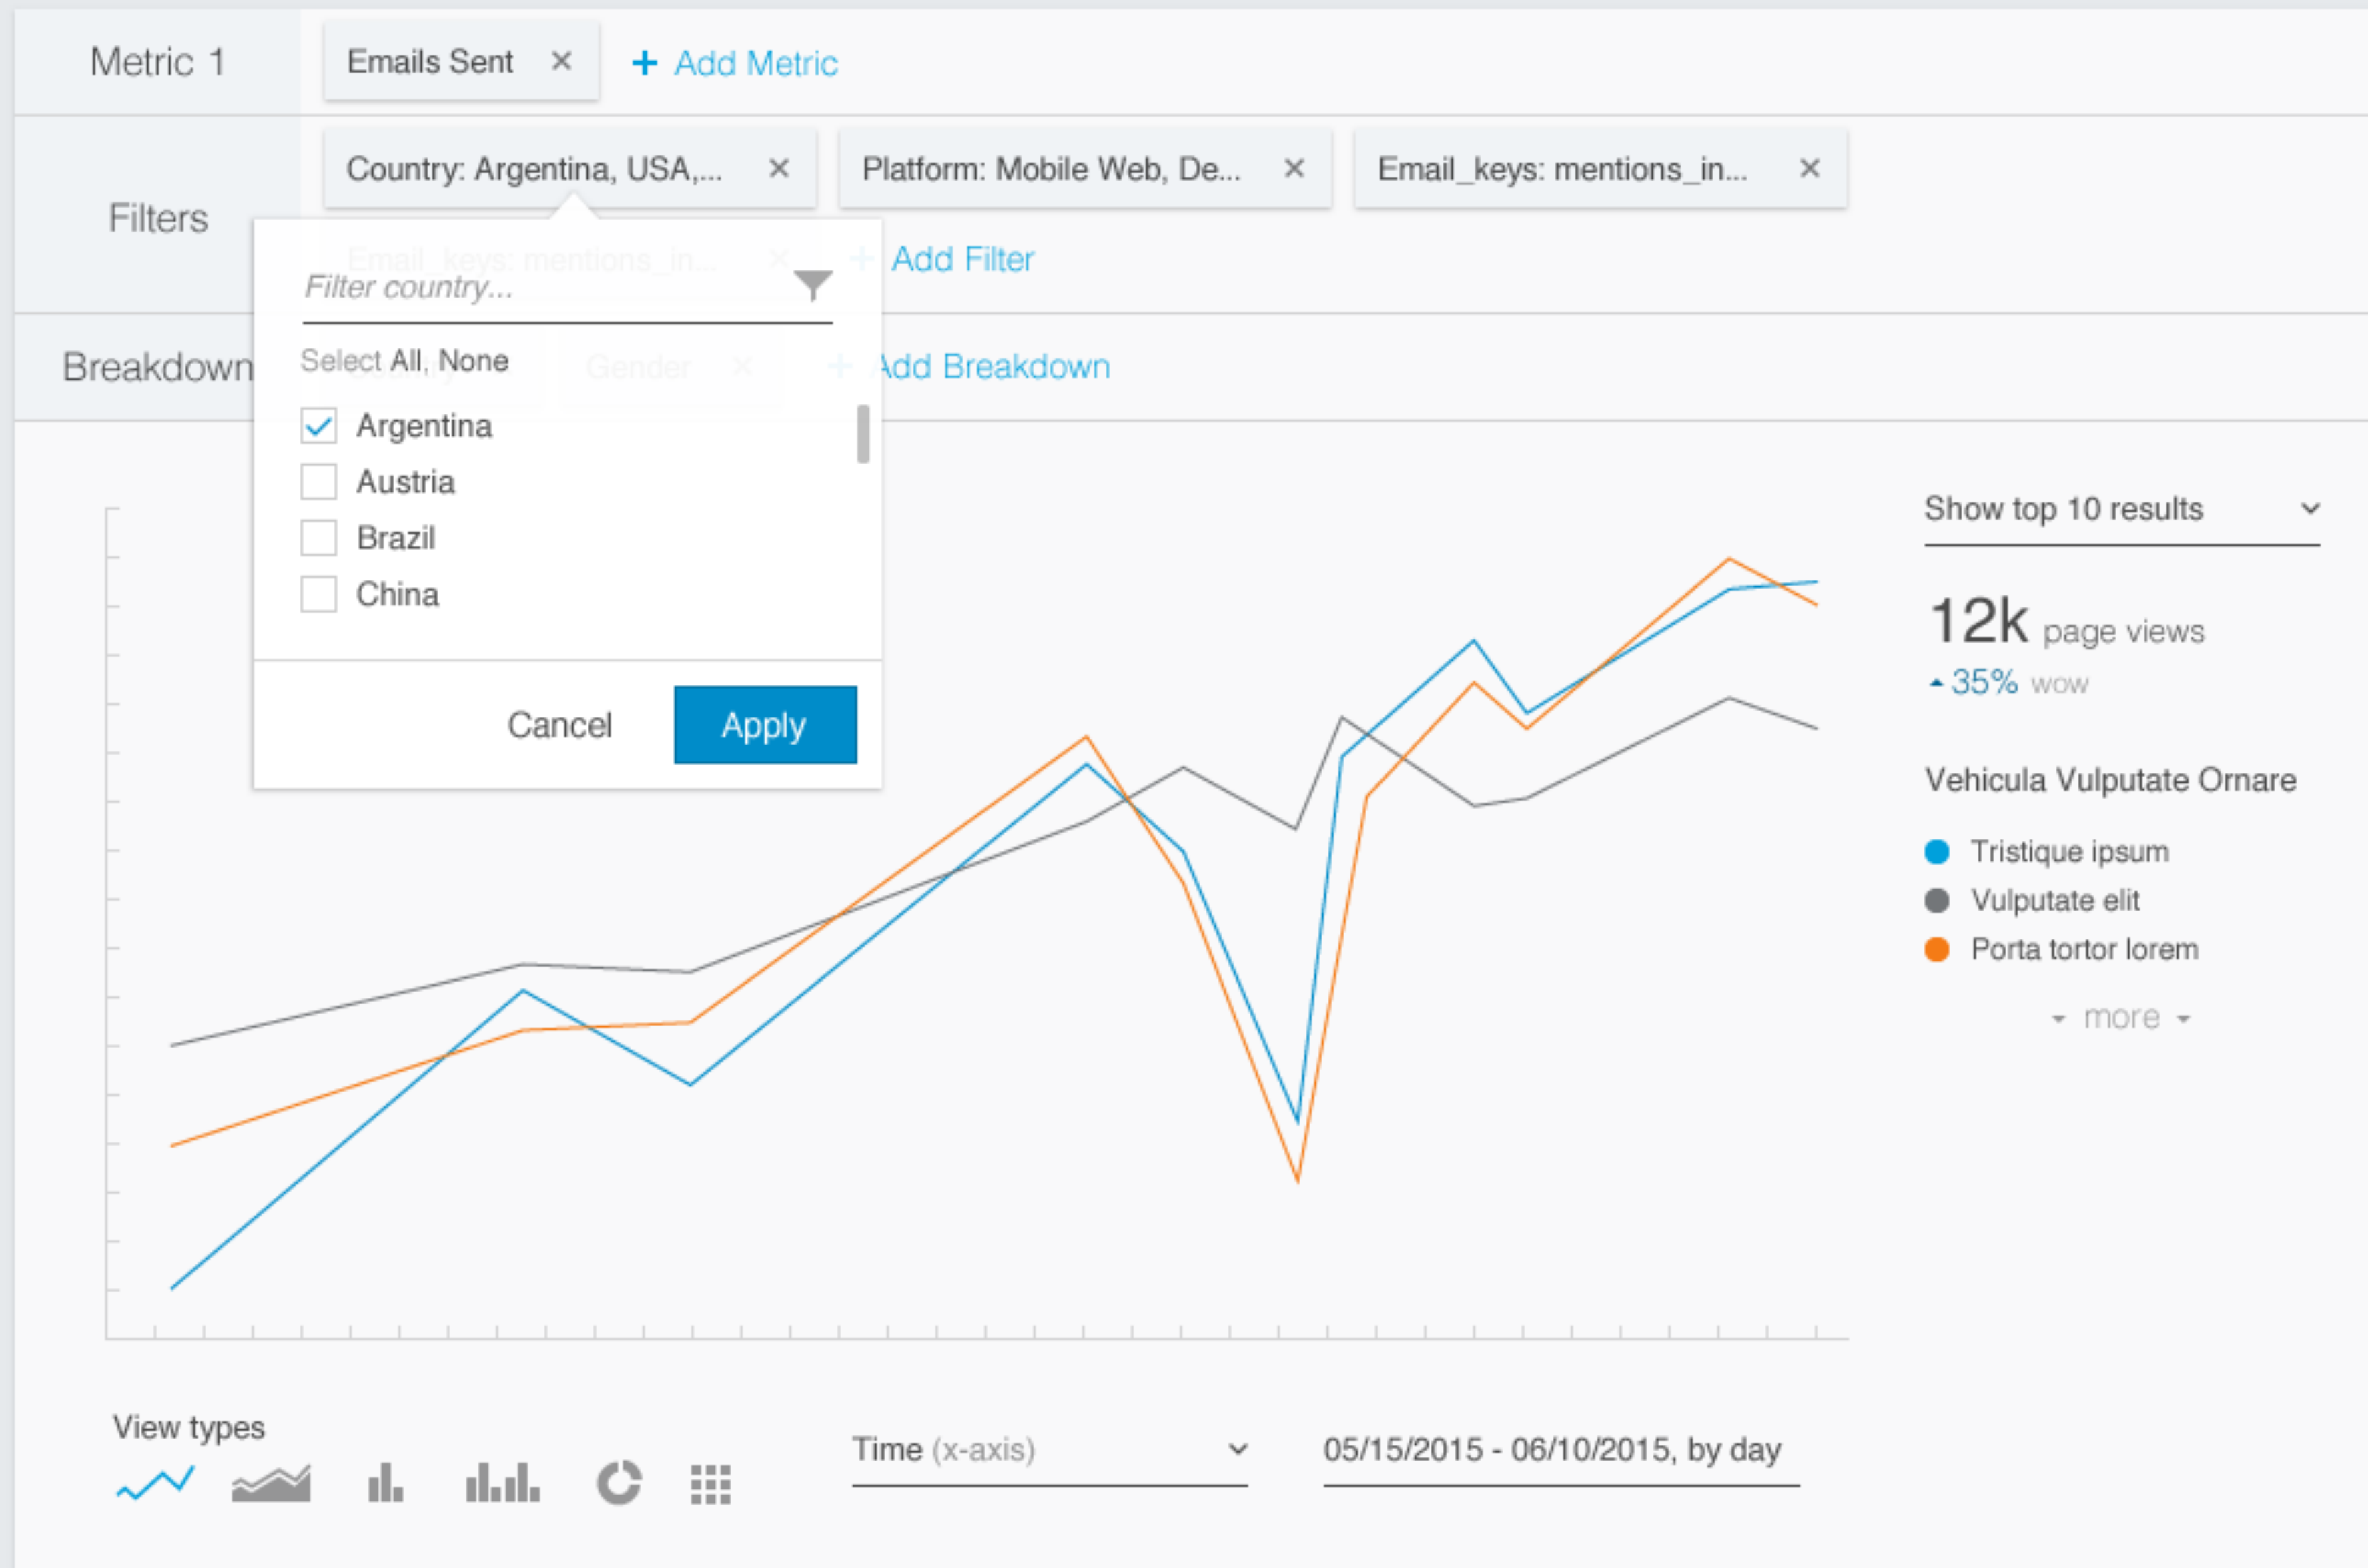 Metric 1
Emails Sent × + Add Metric
Filters
Country: Argentina, USA,... ×
Platform: Mobile Web, De... ×
Email_keys: mentions_in... ×
Email_keys: mentions_in... ×
+ Add Filter
Filter country...
Breakdown
Gender ×
+ Add Breakdown
Select All, None
Argentina
Austria
Brazil
China
Cancel
Apply
Show top 10 results
12k page views
35% wow
Vehicula Vulputate Ornare
Tristique ipsum
Vulputate elit
Porta tortor lorem
more
View types
Time (x-axis)
05/15/2015 - 06/10/2015, by day